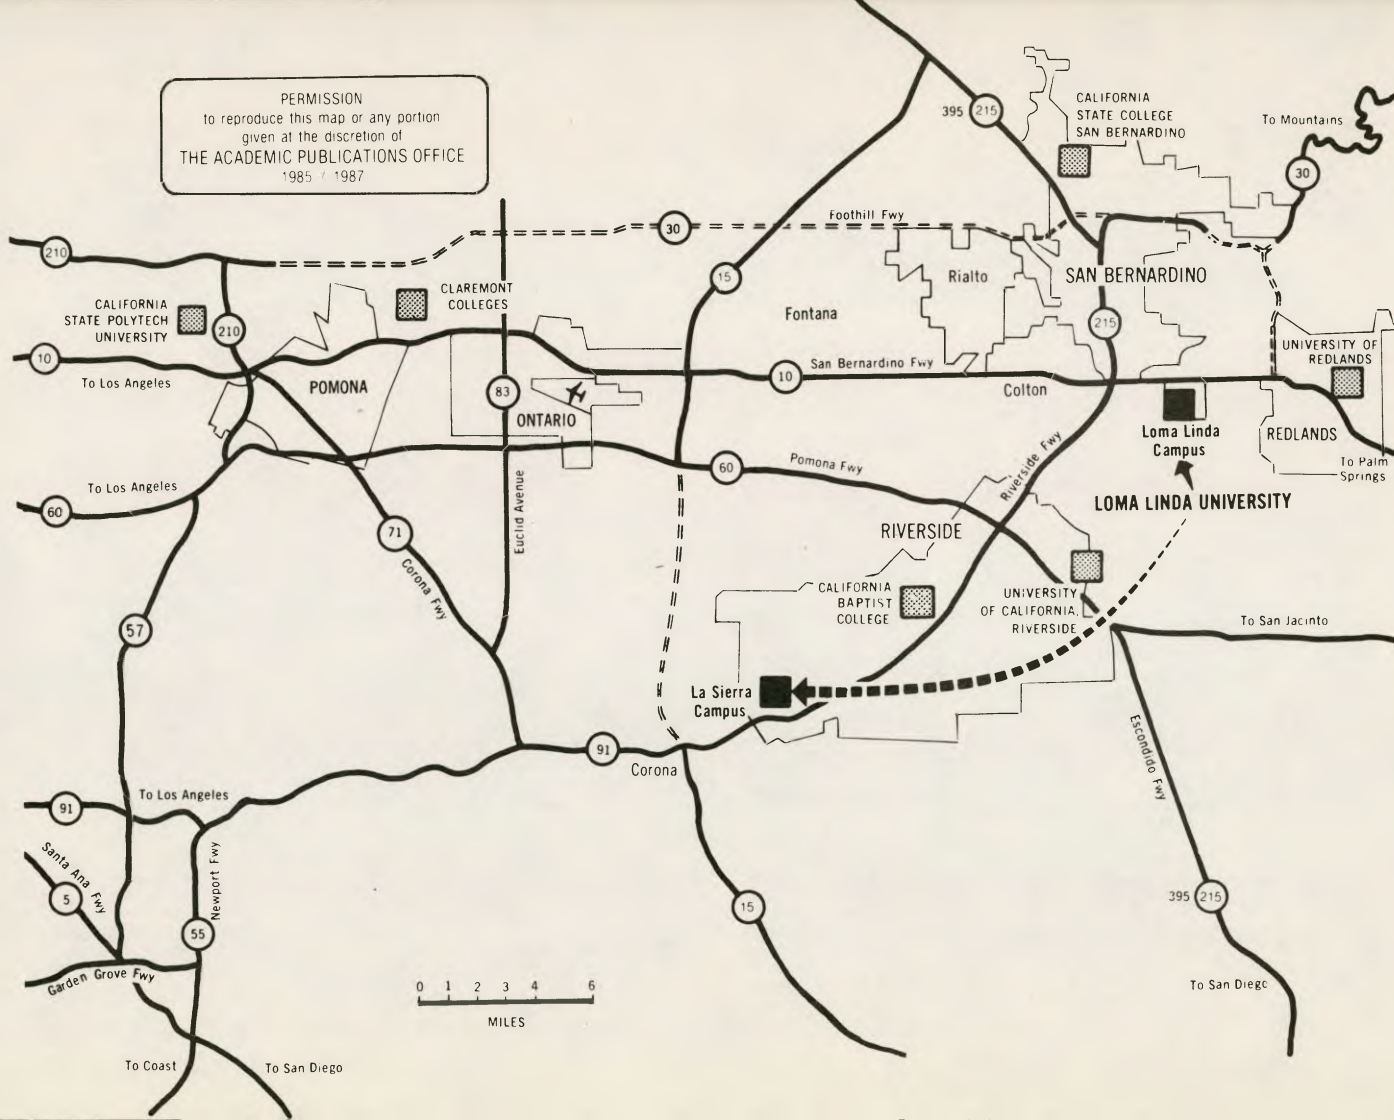 PERMISSION
to reproduce this map or any portion
given at the discretion of
THE ACADEMIC PUBLICATIONS OFFICE
1985 / 1987
395
215
CALIFORNIA
STATE COLLEGE
SAN BERNARDINO
To Mountains
30
210
30
Foothill Fwy
15
Rialto
SAN BERNARDINO
CLAREMONT
COLLEGES
CALIFORNIA
STATE POLYTECH
UNIVERSITY
210
Fontana
215
UNIVERSITY OF
REDLANDS
10
To Los Angeles
POMONA
83
ONTARIO
10
San Bernardino Fwy
Colton
Loma Linda
Campus
REDLANDS
To Palm
Springs
To Los Angeles
60
60
Pomona Fwy
Riverside Fwy
LOMA LINDA UNIVERSITY
Euclid Avenue
71
Corona Fwy
RIVERSIDE
CALIFORNIA
BAPTIST
COLLEGE
UNIVERSITY
OF CALIFORNIA,
RIVERSIDE
To San Jacinto
57
La Sierra
Campus
91
Corona
Escondido Fwy
91
To Los Angeles
Santa Ana Fwy
5
Newport Fwy
55
15
395
215
Garden Grove Fwy
To San Diego
0 1 2 3 4 6
MILES
To Coast
To San Diego